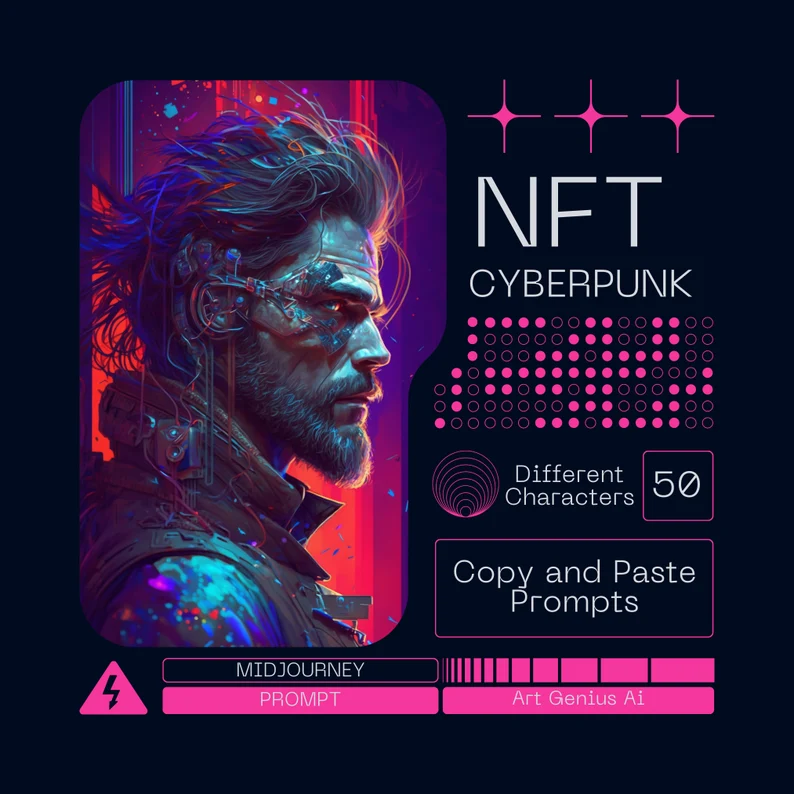 NFT
CYBERPUNK
Different
Characters
50
Copy and Paste
Prompts
MIDJOURNEY
PROMPT
Art Genius Ai